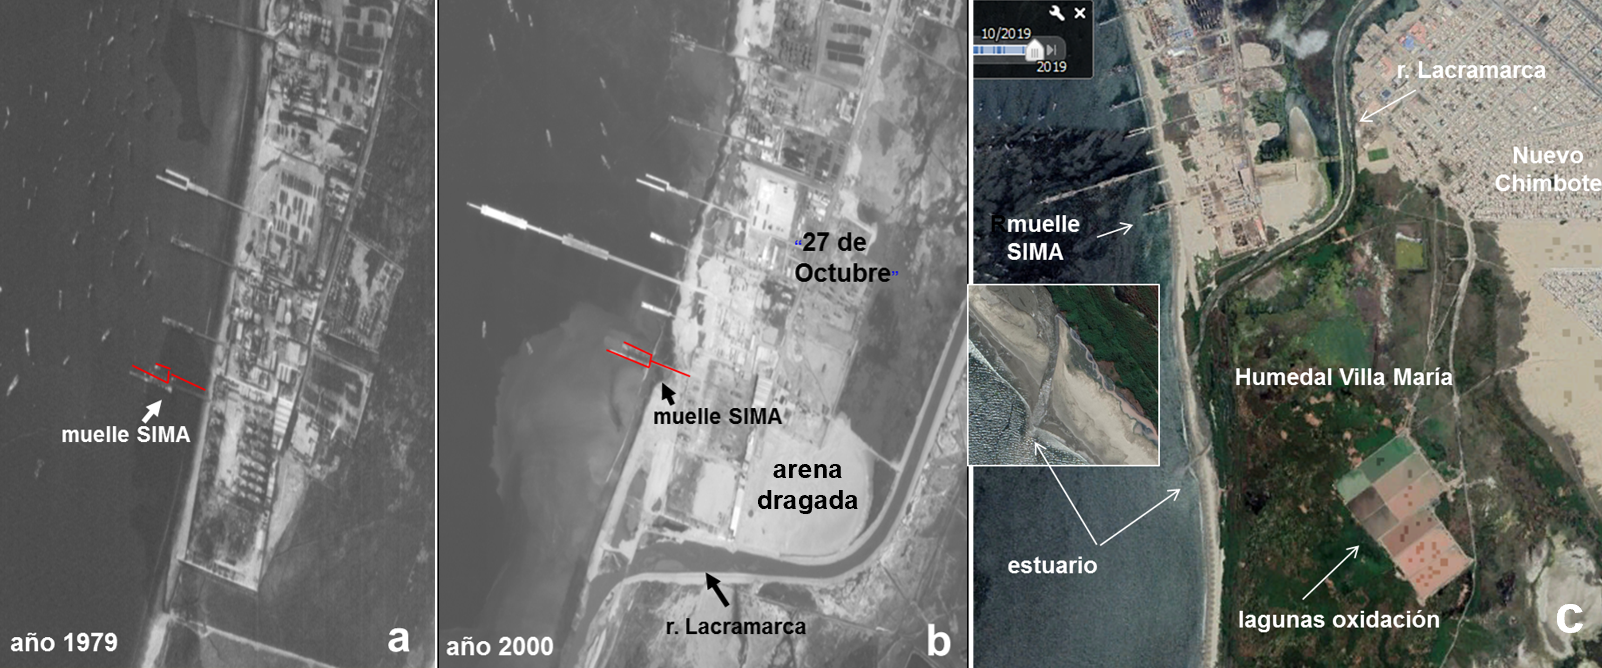 muelle SIMA
año 1979
a
“27 de
Octubre”
muelle SIMA
arena
dragada
r. Lacramarca
año 2000
b
10/2019
2019
r. Lacramarca
Nuevo
Chimbote
Rmuelle
SIMA
Humedal Villa María
estuario
lagunas oxidación
c